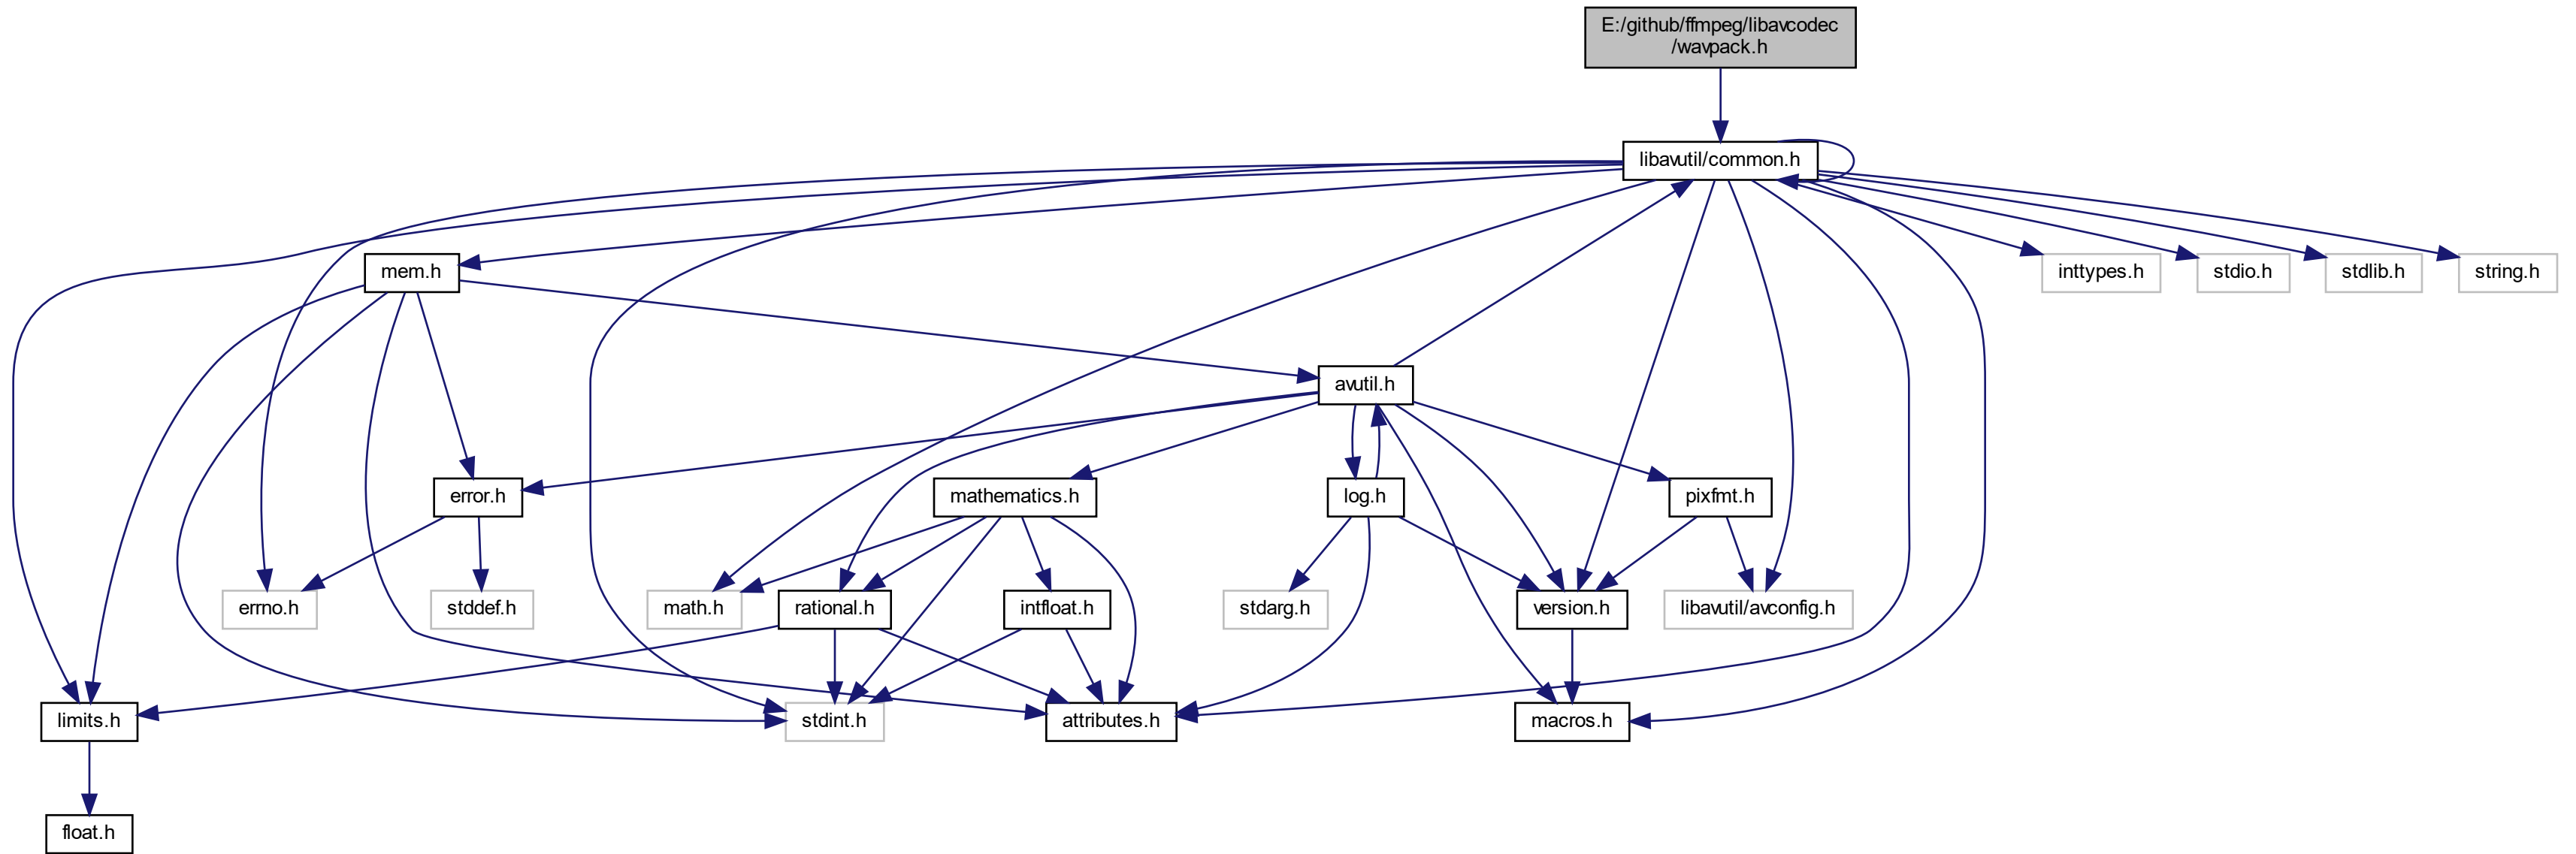 E:/github/ffmpeg/libavcodec
/wavpack.h
libavutil/common.h
mem.h
inttypes.h
stdio.h
stdlib.h
string.h
avutil.h
error.h
mathematics.h
log.h
pixfmt.h
errno.h
stddef.h
math.h
rational.h
intfloat.h
stdarg.h
version.h
libavutil/avconfig.h
limits.h
stdint.h
attributes.h
macros.h
float.h